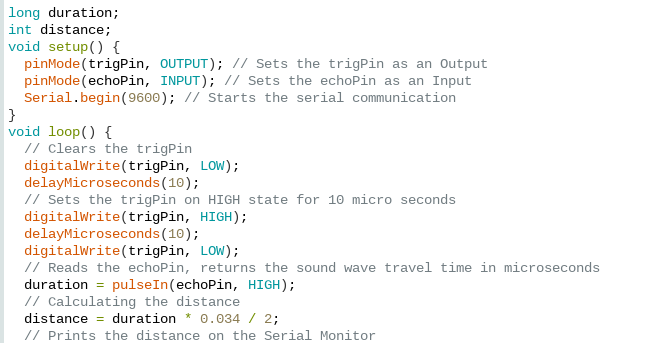 long duration;
int distance;
void setup() {
  pinMode(trigPin, OUTPUT); // Sets the trigPin as an Output
  pinMode(echoPin, INPUT); // Sets the echoPin as an Input
  Serial.begin(9600); // Starts the serial communication
}
void loop() {
  // Clears the trigPin
  digitalWrite(trigPin, LOW);
  delayMicroseconds(10);
  // Sets the trigPin on HIGH state for 10 micro seconds
  digitalWrite(trigPin, HIGH);
  delayMicroseconds(10);
  digitalWrite(trigPin, LOW);
  // Reads the echoPin, returns the sound wave travel time in microseconds
  duration = pulseIn(echoPin, HIGH);
  // Calculating the distance
  distance = duration * 0.034 / 2;
  // Prints the distance on the Serial Monitor